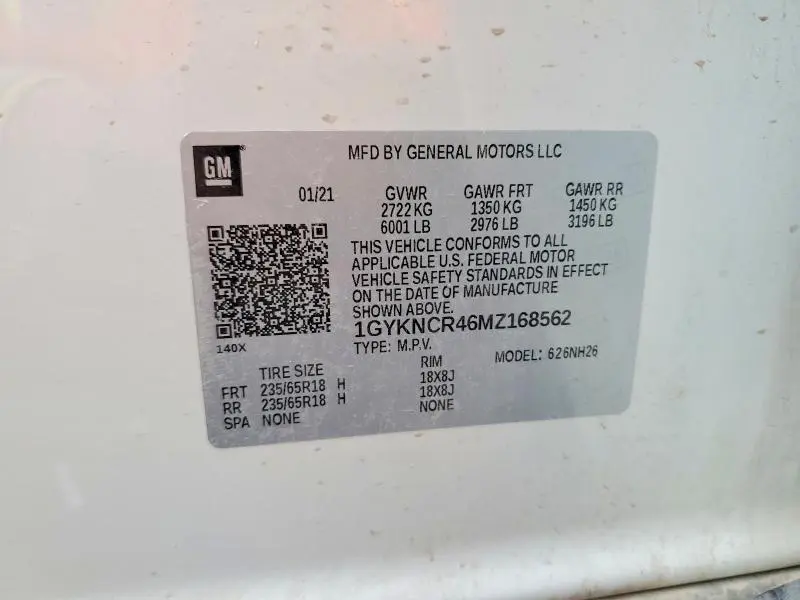 GM
MFD BY GENERAL MOTORS LLC
01/21 GVWR GAWR FRT GAWR RR
2722 KG 1350 KG 1450 KG
6001 LB 2976 LB 3196 LB
THIS VEHICLE CONFORMS TO ALL
APPLICABLE U.S. FEDERAL MOTOR
VEHICLE SAFETY STANDARDS IN EFFECT
ON THE DATE OF MANUFACTURE
SHOWN ABOVE.
1GYKNCR46MZ168562
140X
TYPE: M.P.V. MODEL: 626NH26
TIRE SIZE RIM
FRT 235/65R18 H 18X8J
RR 235/65R18 H 18X8J
SPA NONE NONE